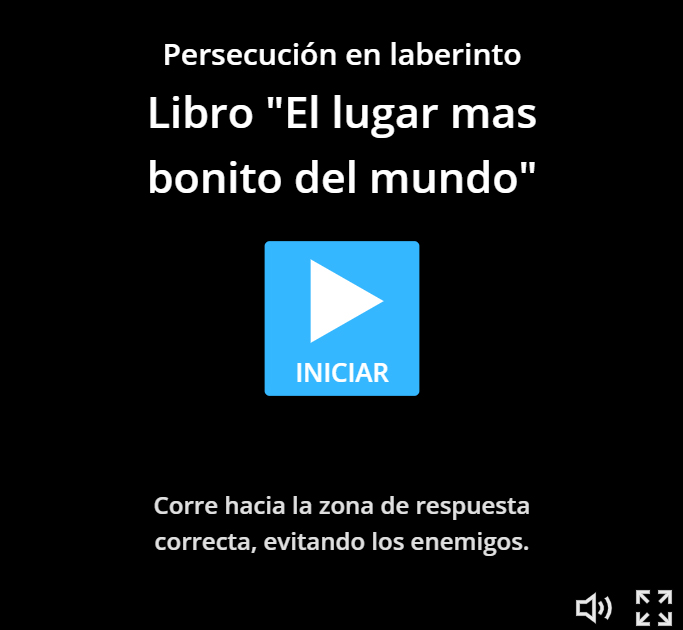 Persecución en laberinto
Libro "El lugar mas
bonito del mundo"
INICIAR
Corre hacia la zona de respuesta
correcta, evitando los enemigos.